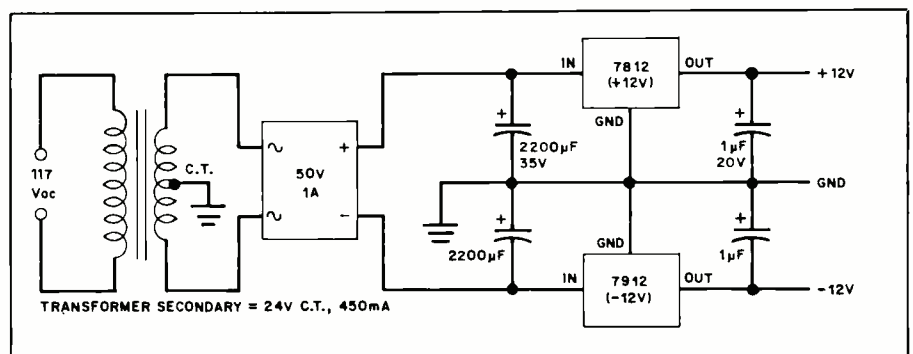 117
Vac
C.T.
∿
∿
50V
1A
+
−
+
2200µF
35V
+
2200µF
IN
7812
(+12V)
OUT
GND
GND
IN
7912
(−12V)
OUT
+
1µF
20V
+
1µF
+12V
GND
−12V
TRANSFORMER SECONDARY = 24V C.T., 450mA